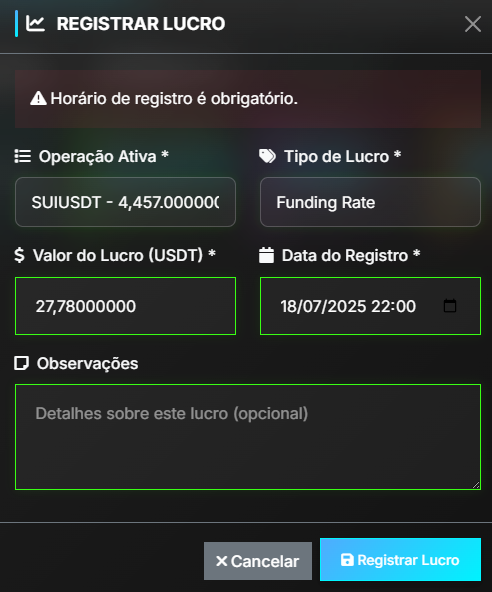 REGISTRAR LUCRO
Horário de registro é obrigatório.
Operação Ativa *
Tipo de Lucro *
SUIUSDT - 4,457.000000
Funding Rate
Valor do Lucro (USDT) *
Data do Registro *
27,78000000
18/07/2025 22:00
Observações
Detalhes sobre este lucro (opcional)
Cancelar
Registrar Lucro